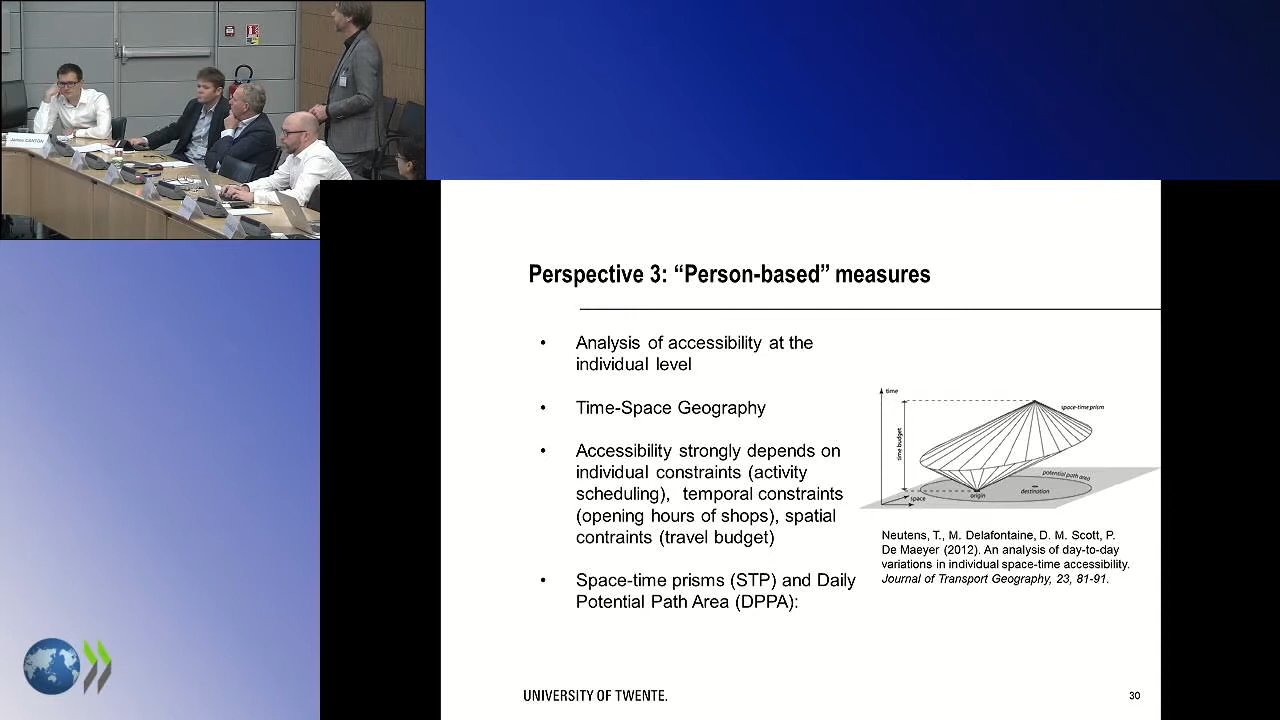 James CANTON
Perspective 3: “Person-based” measures
• Analysis of accessibility at the
individual level
• Time-Space Geography
• Accessibility strongly depends on
individual constraints (activity
scheduling), temporal constraints
(opening hours of shops), spatial
contraints (travel budget)
• Space-time prisms (STP) and Daily
Potential Path Area (DPPA):
time
space-time prism
time budget
potential path area
destination
origin
space
Neutens, T., M. Delafontaine, D. M. Scott, P.
De Maeyer (2012). An analysis of day-to-day
variations in individual space-time accessibility.
Journal of Transport Geography, 23, 81-91.
UNIVERSITY OF TWENTE.
30